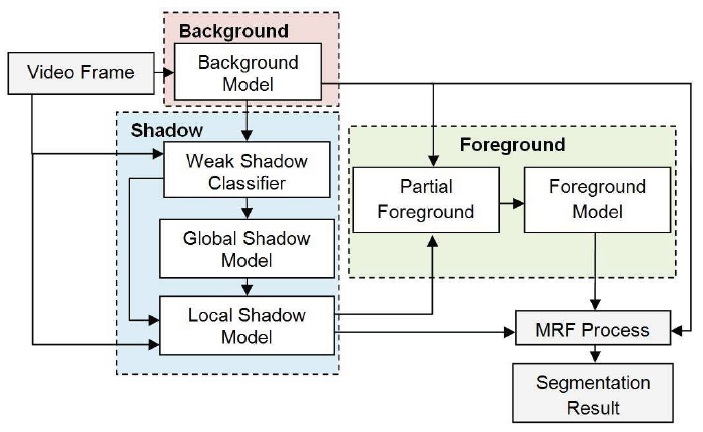 Background
Video Frame
Background
Model
Shadow
Weak Shadow
Classifier
Global Shadow
Model
Local Shadow
Model
Foreground
Partial
Foreground
Foreground
Model
MRF Process
Segmentation
Result